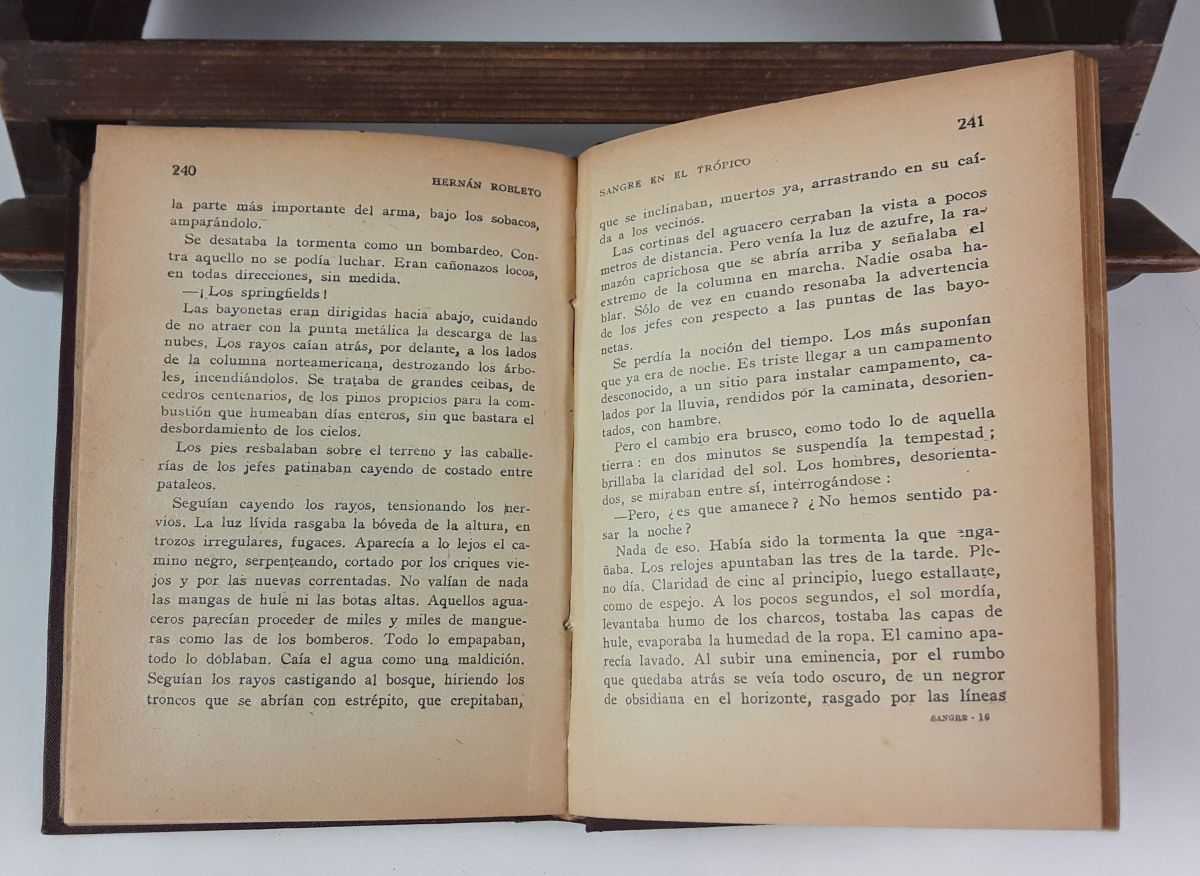 240
HERNÁN ROBLETO
la parte más importante del arma, bajo los sobacos,
amparándolo.
Se desataba la tormenta como un bombardeo. Con-
tra aquello no se podía luchar. Eran cañonazos locos,
en todas direcciones, sin medida.
—¡Los springfields!
Las bayonetas eran dirigidas hacia abajo, cuidando
de no atraer con la punta metálica la descarga de las
nubes. Los rayos caían atrás, por delante, a los lados
de la columna norteamericana, destrozando los árbo-
les, incendiándolos. Se trataba de grandes ceibas, de
cedros centenarios, de los pinos propicios para la com-
bustión que humeaban días enteros, sin que bastara el
desbordamiento de los cielos.
Los pies resbalaban sobre el terreno y las caballe-
rías de los jefes patinaban cayendo de costado entre
pataleos.
Seguían cayendo los rayos, tensionando los ner-
vios. La luz lívida rasgaba la bóveda de la altura, en
trozos irregulares, fugaces. Aparecía a lo lejos el ca-
mino negro, serpenteando, cortado por los criques vie-
jos y por las nuevas correntadas. No valían de nada
las mangas de hule ni las botas altas. Aquellos agua-
ceros parecían proceder de miles y miles de mangue-
ras como las de los bomberos. Todo lo empapaban,
todo lo doblaban. Caía el agua como una maldición.
Seguían los rayos castigando al bosque, hiriendo los
troncos que se abrían con estrépito, que crepitaban,
SANGRE EN EL TRÓPICO
241
que se inclinaban, muertos ya, arrastrando en su caí-
da a los vecinos.
Las cortinas del aguacero cerraban la vista a pocos
metros de distancia. Pero venía la luz de azufre, la ra-
mazón caprichosa que se abría arriba y señalaba el
extremo de la columna en marcha. Nadie osaba ha-
blar. Sólo de vez en cuando resonaba la advertencia
de los jefes con respecto a las puntas de las bayo-
netas.
Se perdía la noción del tiempo. Los más suponían
que ya era de noche. Es triste llegar a un campamento
desconocido, a un sitio para instalar campamento, ca-
lados por la lluvia, rendidos por la caminata, desorien-
tados, con hambre.
Pero el cambio era brusco, como todo lo de aquella
tierra: en dos minutos se suspendía la tempestad;
brillaba la claridad del sol. Los hombres, desorienta-
dos, se miraban entre sí, interrogándose:
—Pero, ¿es que amanece? ¿No hemos sentido pa-
sar la noche?
Nada de eso. Había sido la tormenta la que enga-
ñaba. Los relojes apuntaban las tres de la tarde. Ple-
no día. Claridad de cinc al principio, luego estallante,
como de espejo. A los pocos segundos, el sol mordía,
levantaba humo de los charcos, tostaba las capas de
hule, evaporaba la humedad de la ropa. El camino apa-
recía lavado. Al subir una eminencia, por el rumbo
que quedaba atrás se veía todo oscuro, de un negror
de obsidiana en el horizonte, rasgado por las líneas
SANGRE - 16